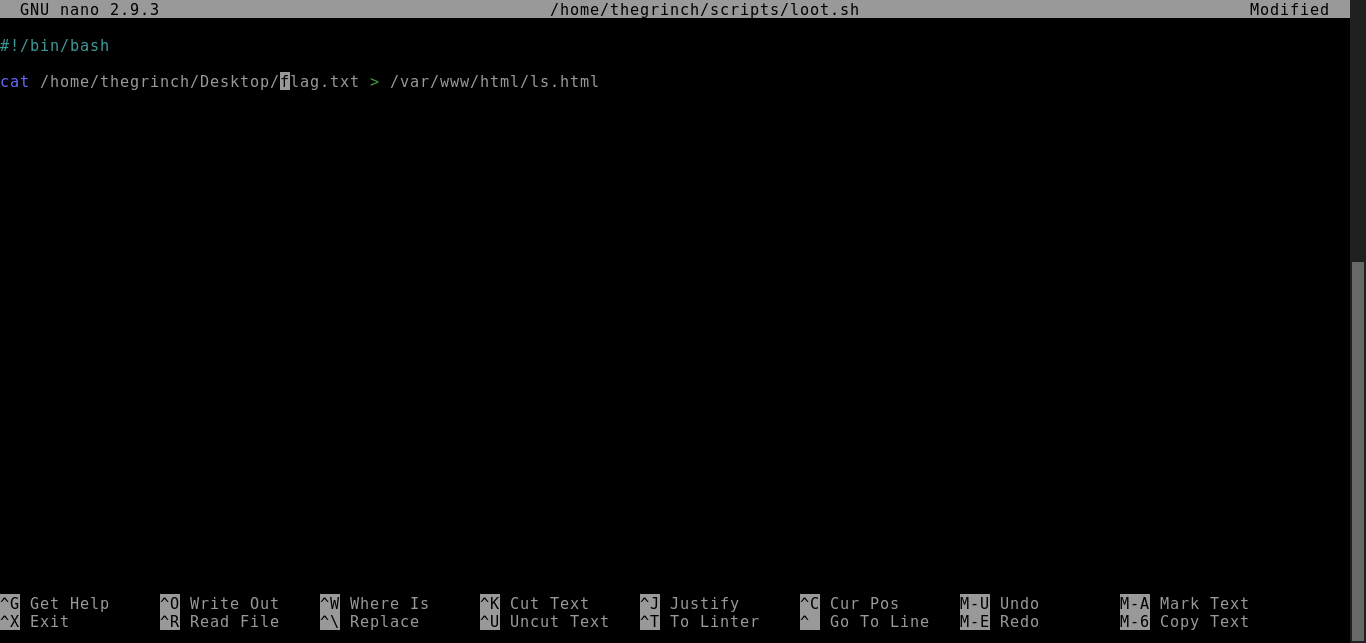 GNU nano 2.9.3 /home/thegrinch/scripts/loot.sh Modified
#!/bin/bash
cat /home/thegrinch/Desktop/flag.txt > /var/www/html/ls.html
^G Get Help ^O Write Out ^W Where Is ^K Cut Text ^J Justify ^C Cur Pos M-U Undo M-A Mark Text
^X Exit ^R Read File ^\ Replace ^U Uncut Text ^T To Linter ^ Go To Line M-E Redo M-6 Copy Text